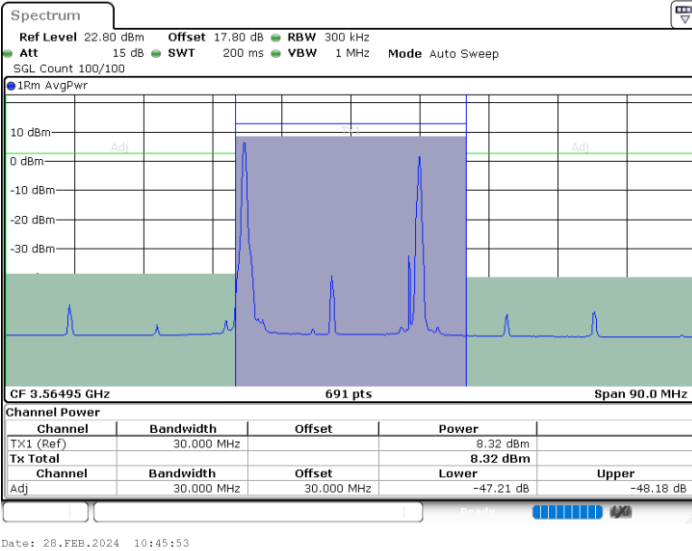 Spectrum
Ref Level 22.80 dBm Offset 17.80 dB RBW 300 kHz
Att 15 dB SWT 200 ms VBW 1 MHz Mode Auto Sweep
SGL Count 100/100
1Rm AvgPwr
10 dBm
Adj Adj
0 dBm
-10 dBm
-20 dBm
-30 dBm
CF 3.56495 GHz 691 pts Span 90.0 MHz
Channel Power
Channel Bandwidth Offset Power
TX1 (Ref) 30.000 MHz 8.32 dBm
Tx Total 8.32 dBm
Channel Bandwidth Offset Lower Upper
Adj 30.000 MHz 30.000 MHz -47.21 dB -48.18 dB
Ready
Date: 28.FEB.2024 10:45:53